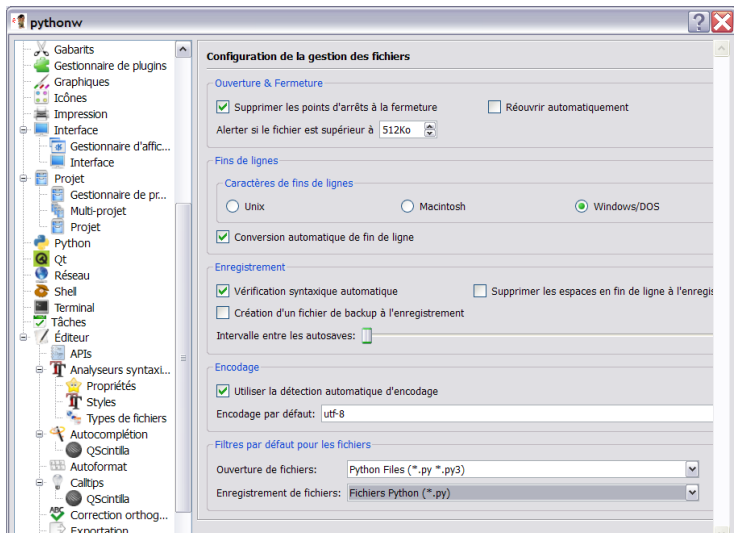 pythonw
Gabarits
Gestionnaire de plugins
Graphiques
Icônes
Impression
Interface
Gestionnaire d'affic...
Interface
Projet
Gestionnaire de pr...
Multi-projet
Projet
Python
Qt
Réseau
Shell
Terminal
Tâches
Éditeur
APIs
Analyseurs syntaxi...
Propriétés
Styles
Types de fichiers
Autocomplétion
QScintilla
Autoformat
Calltips
QScintilla
Correction orthog...
Exportation
Configuration de la gestion des fichiers
Ouverture & Fermeture
Supprimer les points d'arrêts à la fermeture
Réouvrir automatiquement
Alerter si le fichier est supérieur à 512Ko
Fins de lignes
Caractères de fins de lignes
Unix
Macintosh
Windows/DOS
Conversion automatique de fin de ligne
Enregistrement
Vérification syntaxique automatique
Supprimer les espaces en fin de ligne à l'enregis
Création d'un fichier de backup à l'enregistrement
Intervalle entre les autosaves:
Encodage
Utiliser la détection automatique d'encodage
Encodage par défaut: utf-8
Filtres par défaut pour les fichiers
Ouverture de fichiers: Python Files (*.py *.py3)
Enregistrement de fichiers: Fichiers Python (*.py)